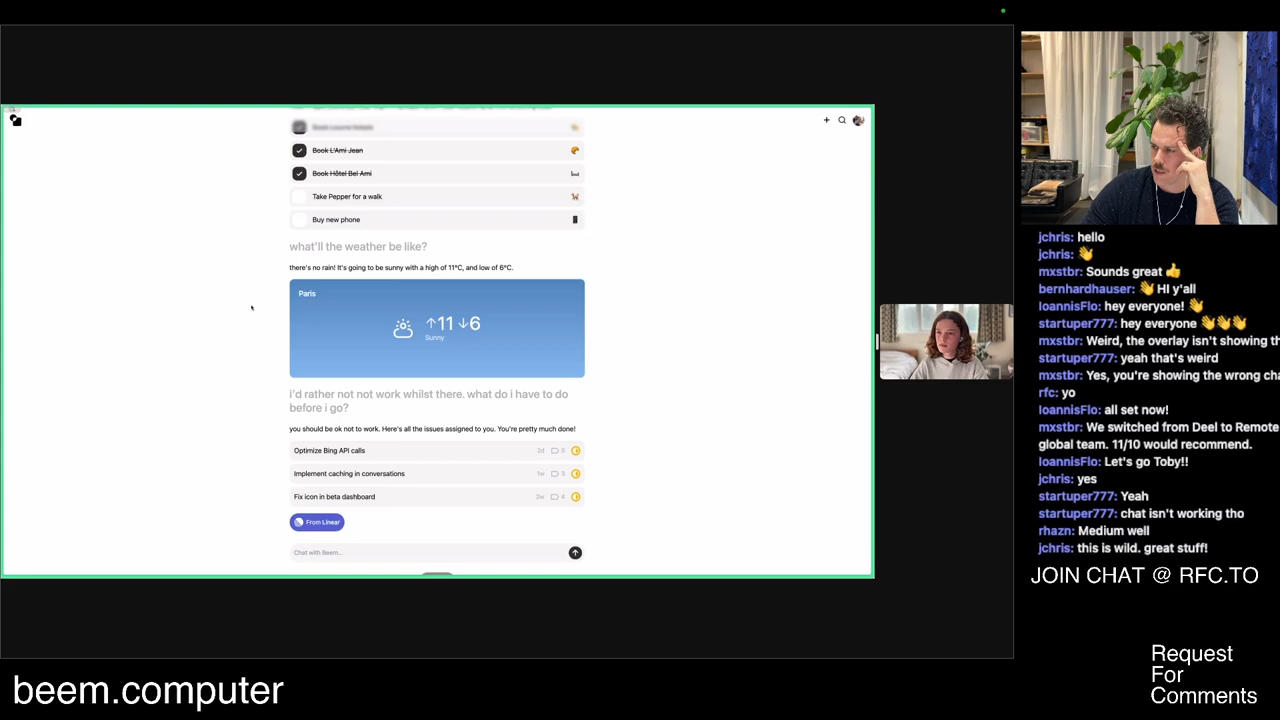 Book Louvre tickets
Book L'Ami Jean
Book Hôtel Bel Ami
Take Pepper for a walk
Buy new phone
what'll the weather be like?
there's no rain! It's going to be sunny with a high of 11°C, and low of 6°C.
Paris
↑11 ↓6
Sunny
i'd rather not not work whilst there. what do i have to do
before i go?
you should be ok not to work. Here's all the issues assigned to you. You're pretty much done!
Optimize Bing API calls 2d 5
Implement caching in conversations 1w 3
Fix icon in beta dashboard 2w 4
From Linear
Chat with Beem...
jchris: hello
jchris: 👋
mxstbr: Sounds great 👍
bernhardhauser: 👋 HI y'all
IoannisFlo: hey everyone! 👋
startuper777: hey everyone 👋👋👋
mxstbr: Weird, the overlay isn't showing th
startuper777: yeah that's weird
mxstbr: Yes, you're showing the wrong cha
rfc: yo
IoannisFlo: all set now!
mxstbr: We switched from Deel to Remote
global team. 11/10 would recommend.
IoannisFlo: Let's go Toby!!
jchris: yes
startuper777: Yeah
startuper777: chat isn't working tho
rhazn: Medium well
jchris: this is wild. great stuff!
JOIN CHAT @ RFC.TO
Request
For
Comments
beem.computer